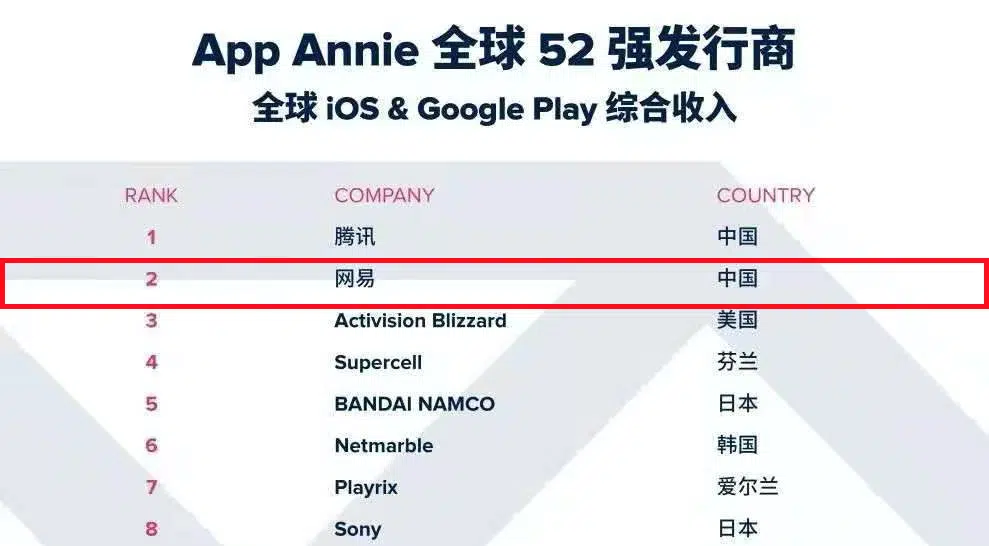 App Annie 全球 52 强发行商
全球 iOS & Google Play 综合收入
RANK COMPANY COUNTRY
1 腾讯 中国
2 网易 中国
3 Activision Blizzard 美国
4 Supercell 芬兰
5 BANDAI NAMCO 日本
6 Netmarble 韩国
7 Playrix 爱尔兰
8 Sony 日本